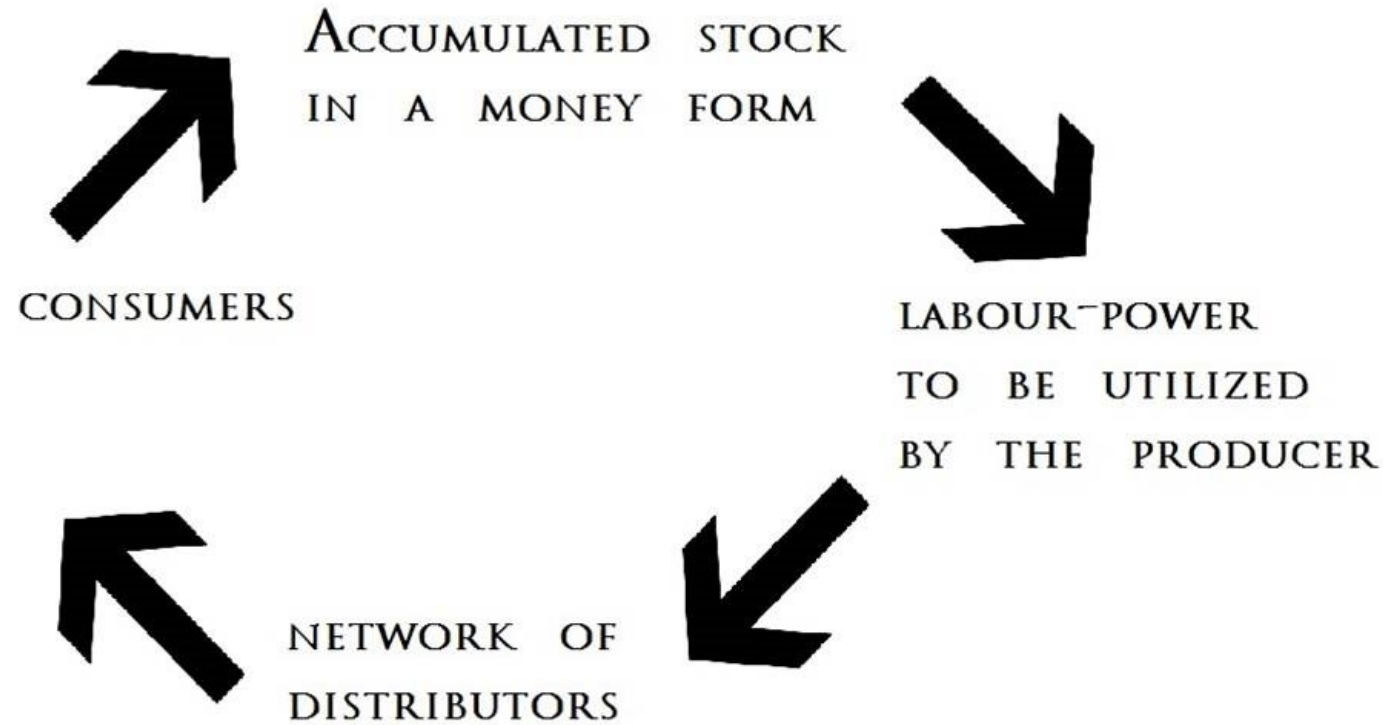 Accumulated stock
in a money form
labour-power
to be utilized
by the producer
network of
distributors
consumers